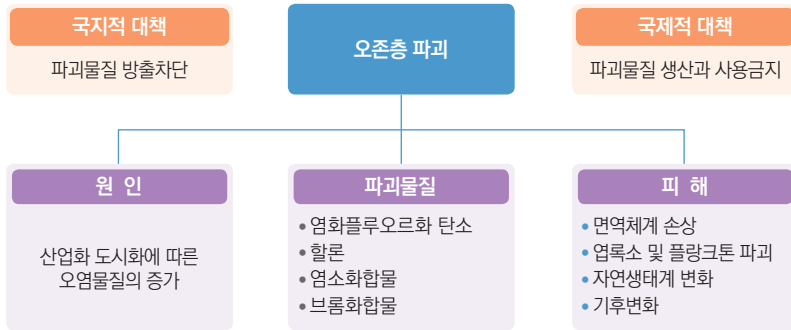 국지적 대책
파괴물질 방출차단
오존층 파괴
국제적 대책
파괴물질 생산과 사용금지
원 인
산업화 도시화에 따른
오염물질의 증가
파괴물질
• 염화플루오르화 탄소
• 할론
• 염소화합물
• 브롬화합물
피 해
• 면역체계 손상
• 엽록소 및 플랑크톤 파괴
• 자연생태계 변화
• 기후변화